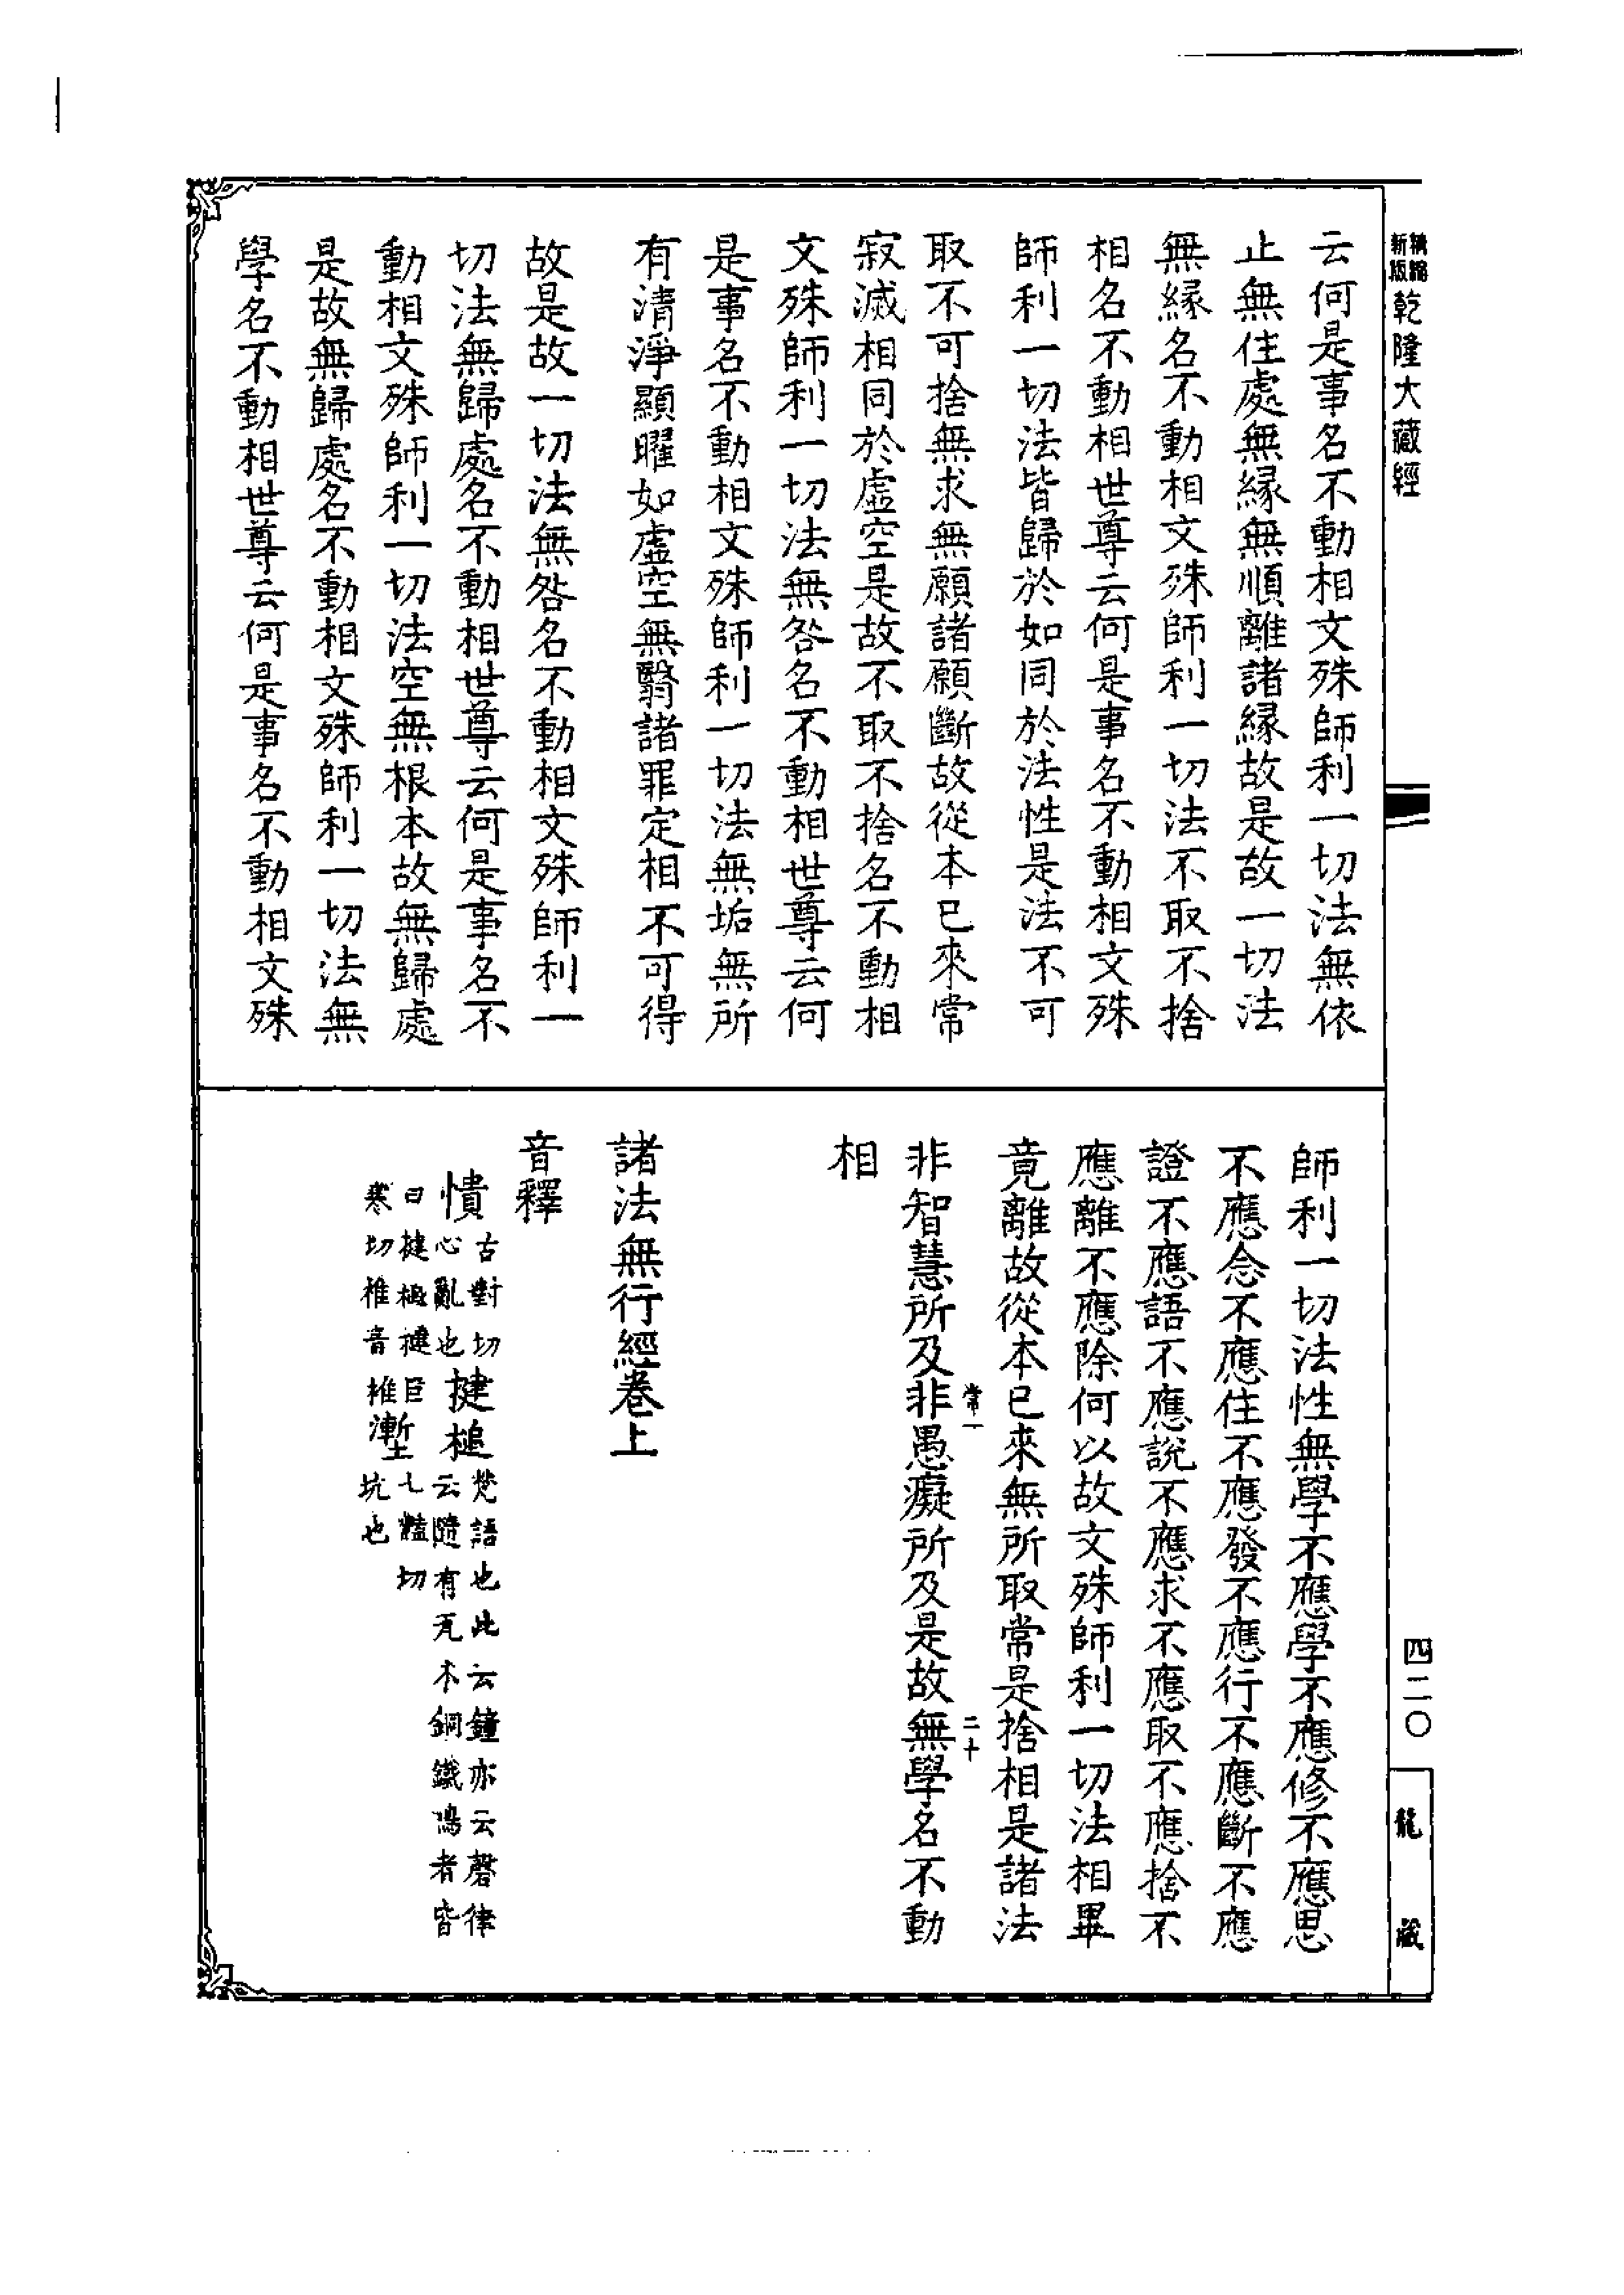 新版
乾隆大藏經
云何是事名不動相文殊師利一切法無依
止無住處無緣無順離諸緣故是故一切法
無緣名不動相文殊師利一切法不取不捨
相名不動相世尊云何是事名不動相文殊
師利一切法皆歸於如同於法性是法不可
取不可捨無求無願諸願斷故從本已來常
寂滅相同於虛空是故不取不捨名不動相
文殊師利一切法無咎名不動相世尊云何
是事名不動相文殊師利一切法無垢無所
有清淨顯曜如虛空無翳諸罪定相不可得
故是故一切法無咎名不動相文殊師利一
切法無歸處名不動相世尊云何是事名不
動相文殊師利一切法空無根本故無歸處
是故無歸處名不動相文殊師利一切法無
學名不動相世尊云何是事名不動相文殊
四二〇
龍藏
師利一切法性無學不應學不應修不應思
不應念不應住不應發不應行不應斷不應
證不應語不應說不應求不應取不應捨不
應離不應除何以故文殊師利一切法相畢
竟離故從本已來無所取常是捨相是諸法
常一 二十
非智慧所及非愚癡所及是故無學名不動
相
諸法無行經卷上
音釋
憒
古對切
心亂也
揵槌
梵語也此云鐘亦云磬律
云隨有瓦木銅鐵鳴者皆
曰揵槌揵巨
寒切椎音椎
塹
七豔切
坑也